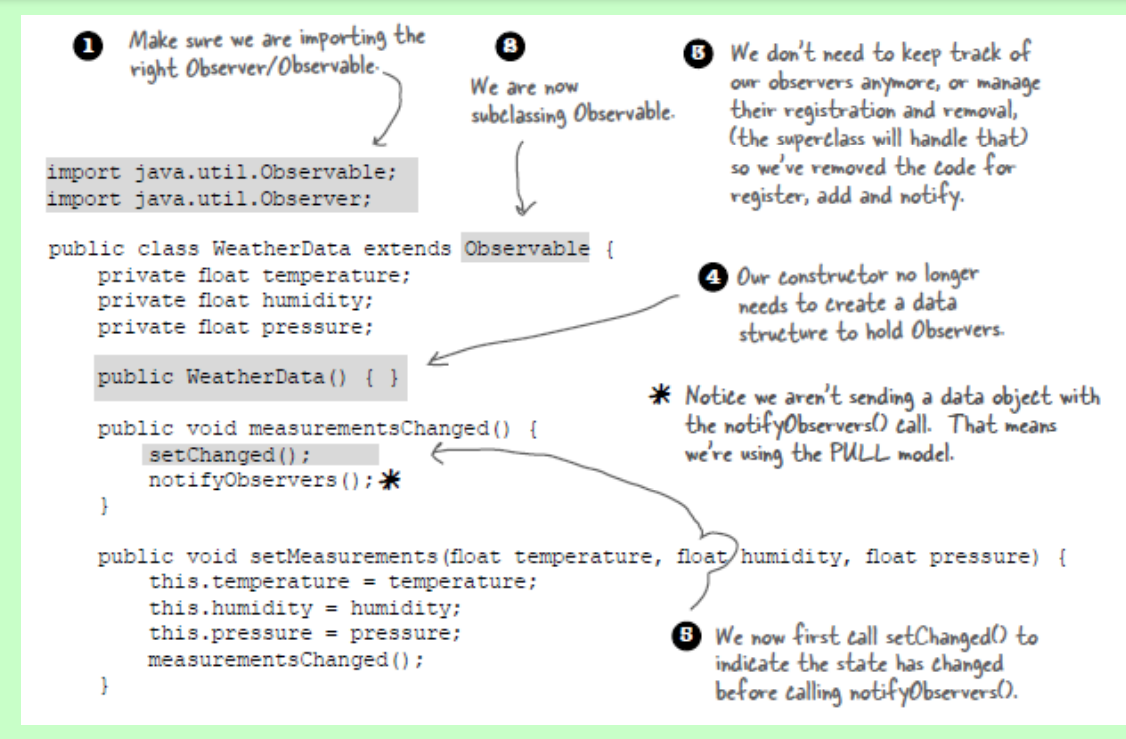 1 Make sure we are importing the
right Observer/Observable.
8
We are now
subclassing Observable.
5 We don't need to keep track of
our observers anymore, or manage
their registration and removal,
(the superclass will handle that)
so we've removed the code for
register, add and notify.
import java.util.Observable;
import java.util.Observer;
public class WeatherData extends Observable {
private float temperature;
private float humidity;
private float pressure;
4 Our constructor no longer
needs to create a data
structure to hold Observers.
public WeatherData() { }
* Notice we aren't sending a data object with
the notifyObservers() call. That means
we're using the PULL model.
public void measurementsChanged() {
setChanged();
notifyObservers(); *
}
public void setMeasurements(float temperature, float humidity, float pressure) {
this.temperature = temperature;
this.humidity = humidity;
this.pressure = pressure;
measurementsChanged();
}
5 We now first call setChanged() to
indicate the state has changed
before calling notifyObservers().